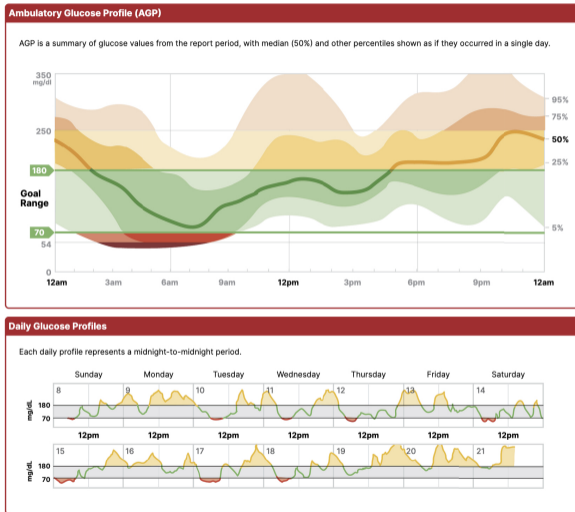 Ambulatory Glucose Profile (AGP)
AGP is a summary of glucose values from the report period, with median (50%) and other percentiles shown as if they occurred in a single day.
350
mg/dl
95%
75%
250
50%
25%
180
Goal
Range
5%
70
54
0
12am 3am 6am 9am 12pm 3pm 6pm 9pm 12am
Daily Glucose Profiles
Each daily profile represents a midnight-to-midnight period.
Sunday Monday Tuesday Wednesday Thursday Friday Saturday
8 9 10 11 12 13 14
mg/dL
180
70
12pm 12pm 12pm 12pm 12pm 12pm 12pm
15 16 17 18 19 20 21
mg/dL
180
70